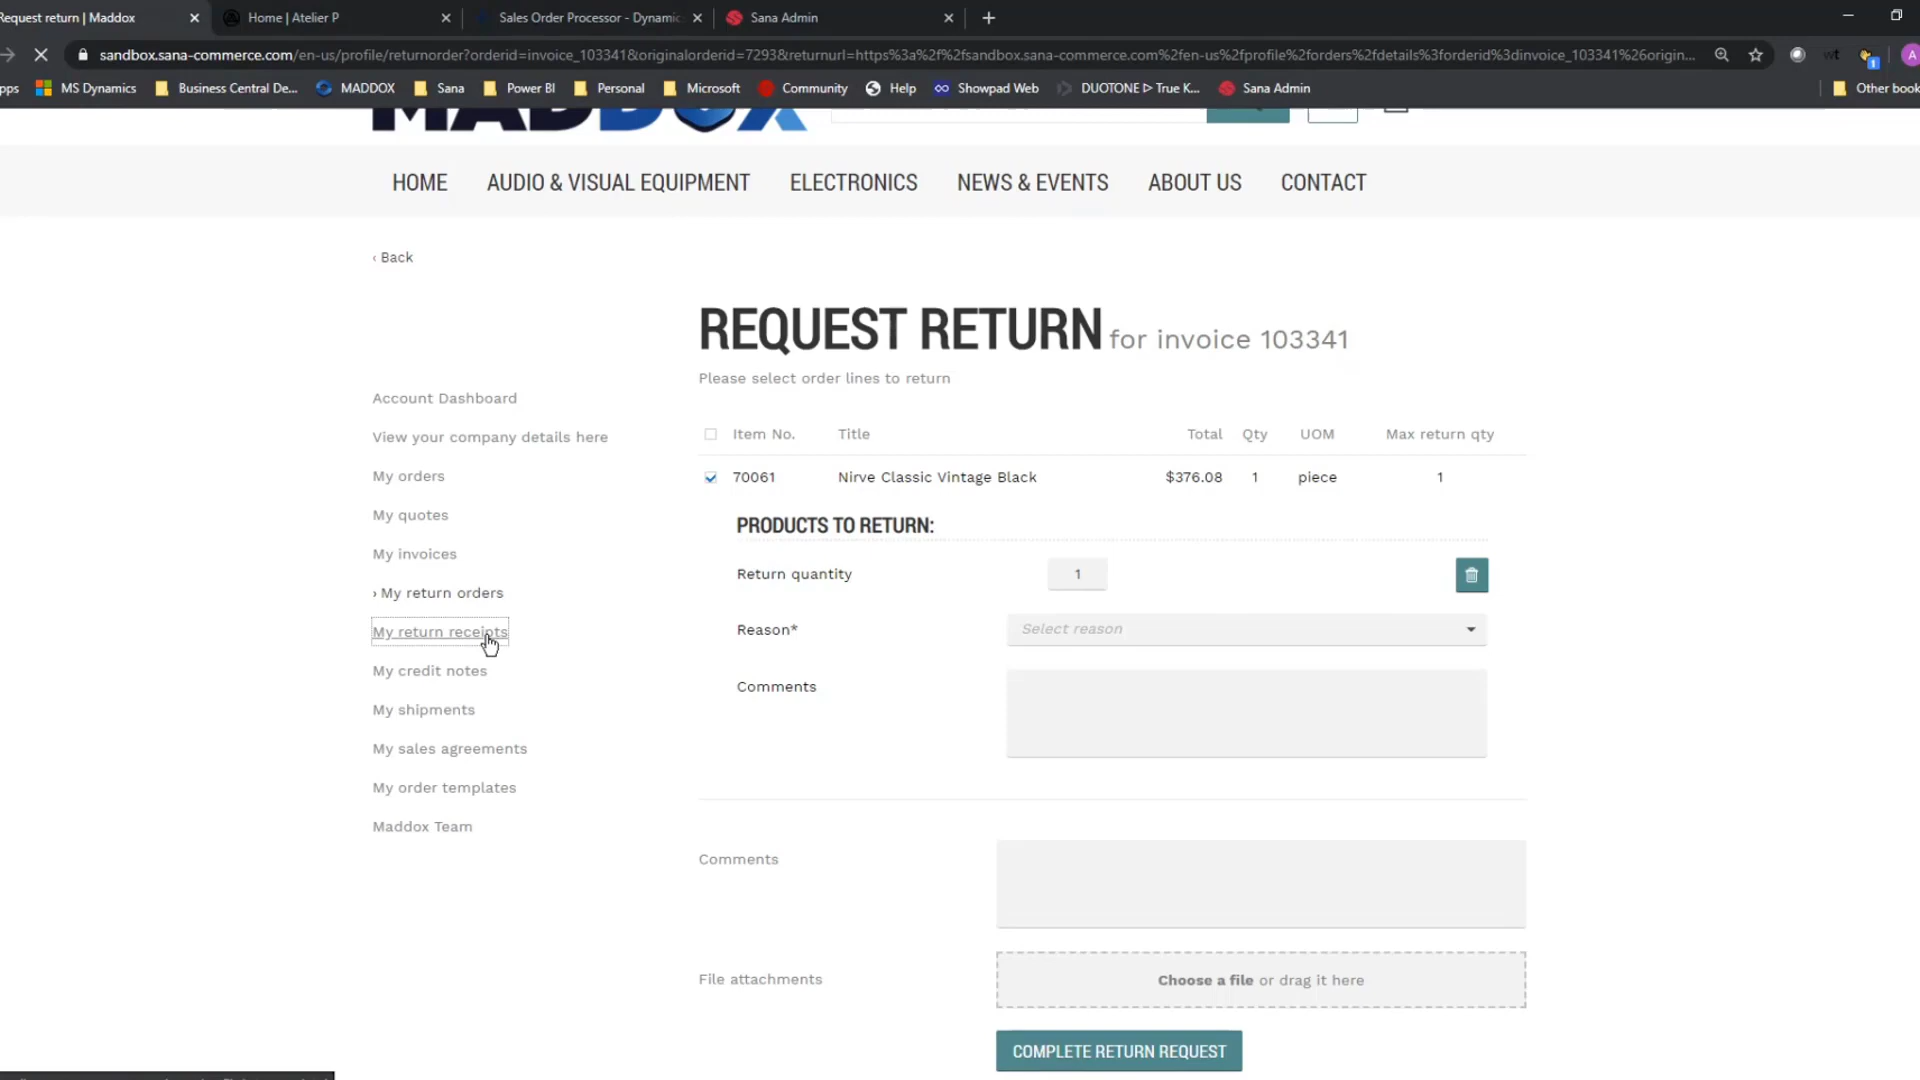 Request return | Maddox
Home | Atelier P
Sales Order Processor - Dynamic
Sana Admin
sandbox.sana-commerce.com/en-us/profile/returnorder?orderid=invoice_103341&originalorderid=7293&returnurl=https%3a%2f%2fsandbox.sana-commerce.com%2fen-us%2fprofile%2forders%2fdetails%3forderid%3dinvoice_103341%26origin...
wt
1
A
pps
MS Dynamics
Business Central De...
MADDOX
Sana
Power BI
Personal
Microsoft
Community
Help
Showpad Web
DUOTONE ▷ True K...
Sana Admin
Other book
MADDOX
HOME
AUDIO & VISUAL EQUIPMENT
ELECTRONICS
NEWS & EVENTS
ABOUT US
CONTACT
‹ Back
REQUEST RETURN for invoice 103341
Please select order lines to return
Account Dashboard
View your company details here
My orders
My quotes
My invoices
› My return orders
My return receipts
My credit notes
My shipments
My sales agreements
My order templates
Maddox Team
Item No. Title Total Qty UOM Max return qty
70061 Nirve Classic Vintage Black $376.08 1 piece 1
PRODUCTS TO RETURN:
Return quantity 1
Reason* Select reason
Comments
Comments
File attachments Choose a file or drag it here
COMPLETE RETURN REQUEST